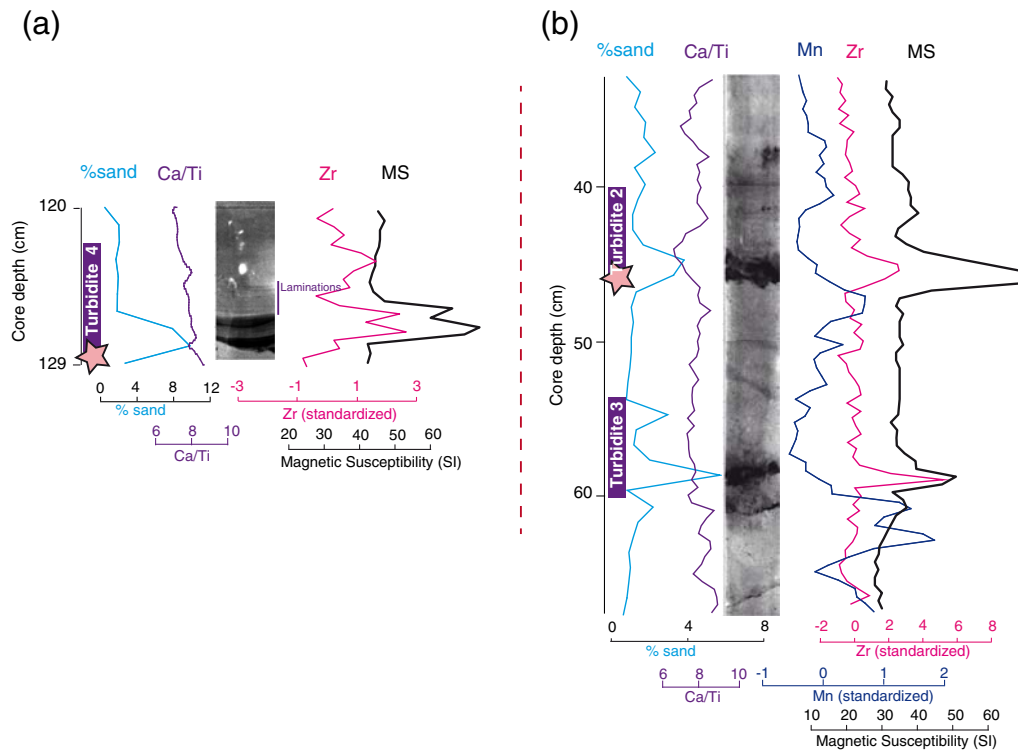 (a)
%sand
Ca/Ti
Zr
MS
Core depth (cm)
120
129
Turbidite 4
Laminations
0 4 8 12
% sand
6 8 10
Ca/Ti
-3 -1 1 3
Zr (standardized)
20 30 40 50 60
Magnetic Susceptibility (SI)
(b)
%sand
Ca/Ti
Mn
Zr
MS
Core depth (cm)
40
50
60
Turbidite 2
Turbidite 3
0 4 8
% sand
6 8 10
Ca/Ti
-2 0 2 4 6 8
Zr (standardized)
-1 0 1 2
Mn (standardized)
10 20 30 40 50 60
Magnetic Susceptibility (SI)